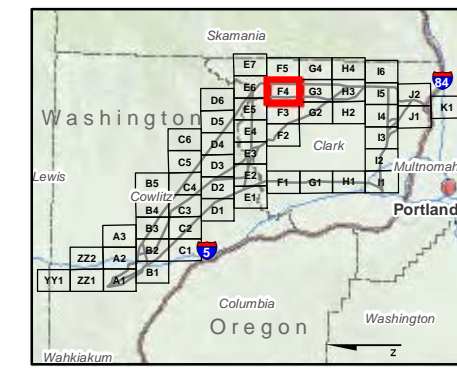 Skamania
E7 F5 G4 H4 I6
84
E6 F4 G3 H3 I5 J2
D6 E5 K1
Washington
F3 G2 H2 I4 J1
D5
C6 E4 F2 I3
D4 Clark
Lewis
C5 E3 I2 Multnomah
D3
B5 C4 D2 E2 F1 G1 H1 I1
Cowlitz
B4 C3 D1 E1 Portland
A3 B3 C2
ZZ2 A2 B2 C1 5
YY1 ZZ1 A1 B1
Columbia
Oregon Washington
Z
Wahkiakum